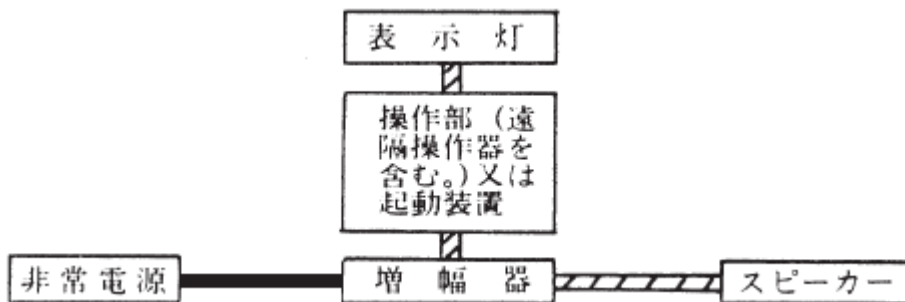 表示灯
操作部（遠
隔操作器を
含む。）又は
起動装置
非常電源
増幅器
スピーカー